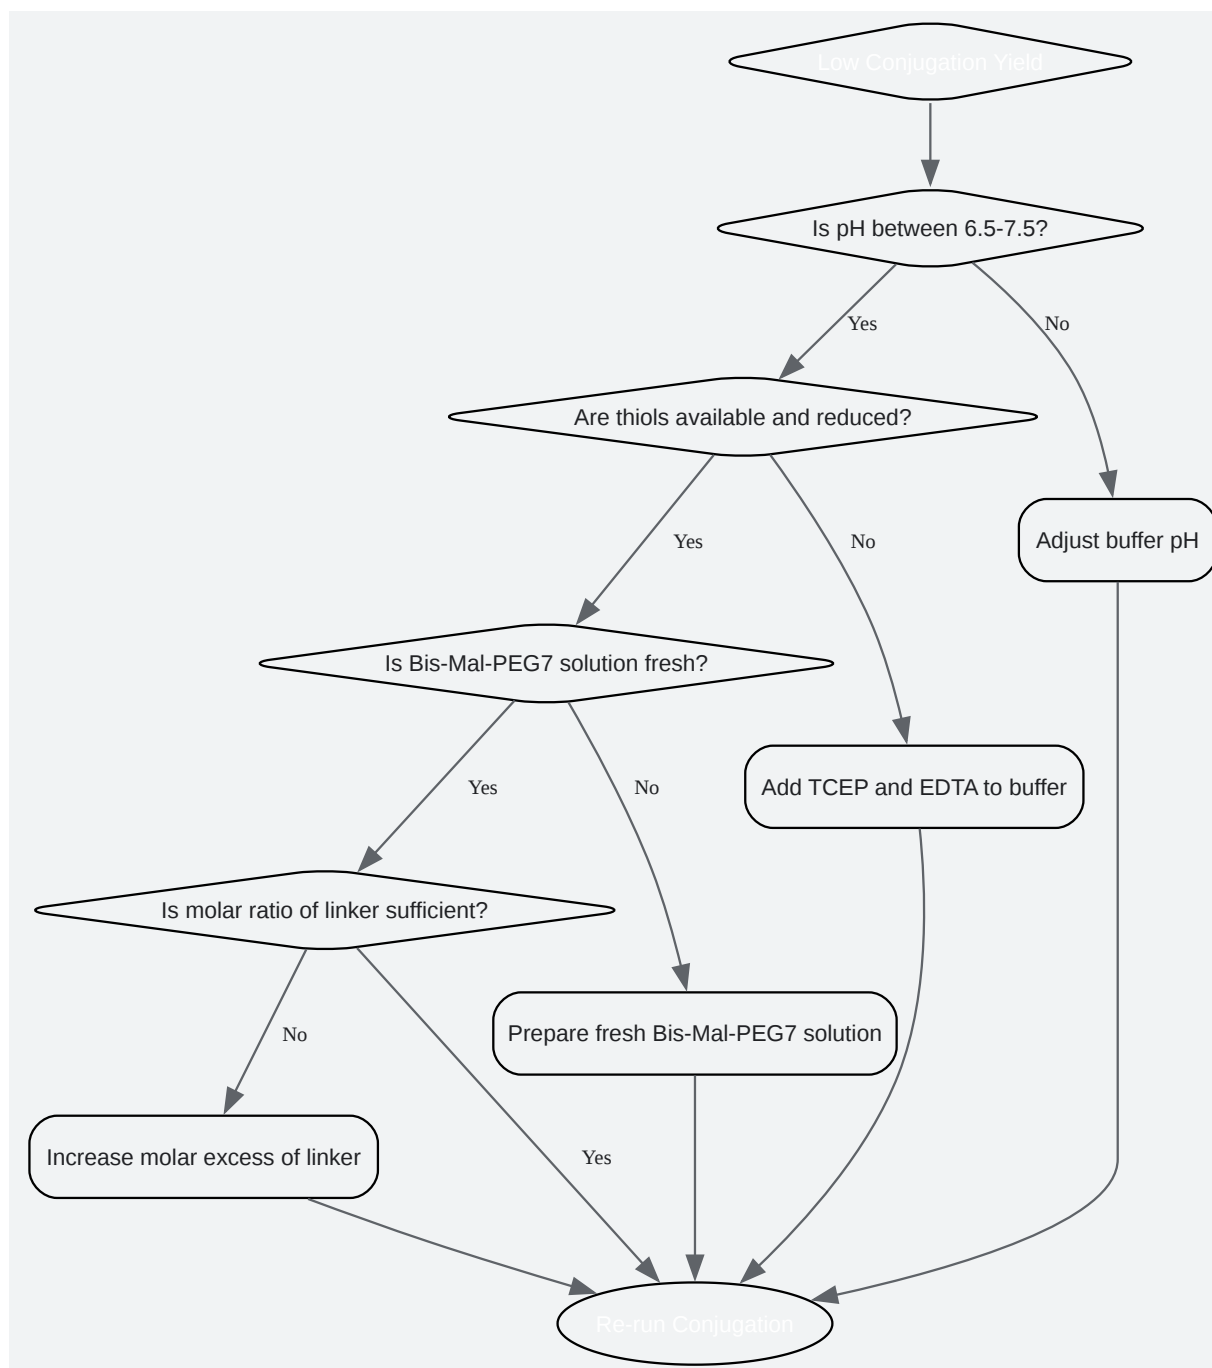 Low Conjugation Yield
Is pH between 6.5-7.5?
Yes
No
Are thiols available and reduced?
Yes
No
Adjust buffer pH
Is Bis-Mal-PEG7 solution fresh?
Yes
No
Add TCEP and EDTA to buffer
Is molar ratio of linker sufficient?
No
Prepare fresh Bis-Mal-PEG7 solution
Increase molar excess of linker
Yes
Re-run Conjugation